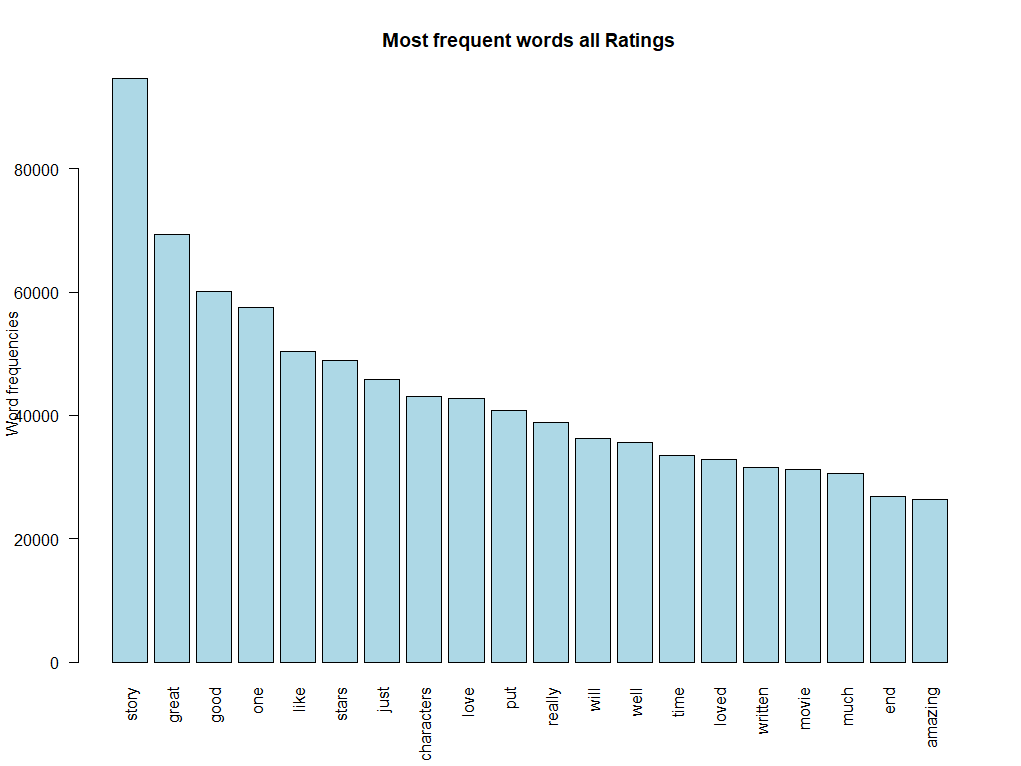 Most frequent words all Ratings
Word frequencies
80000
60000
40000
20000
0
story
great
good
one
like
stars
just
characters
love
put
really
will
well
time
loved
written
movie
much
end
amazing